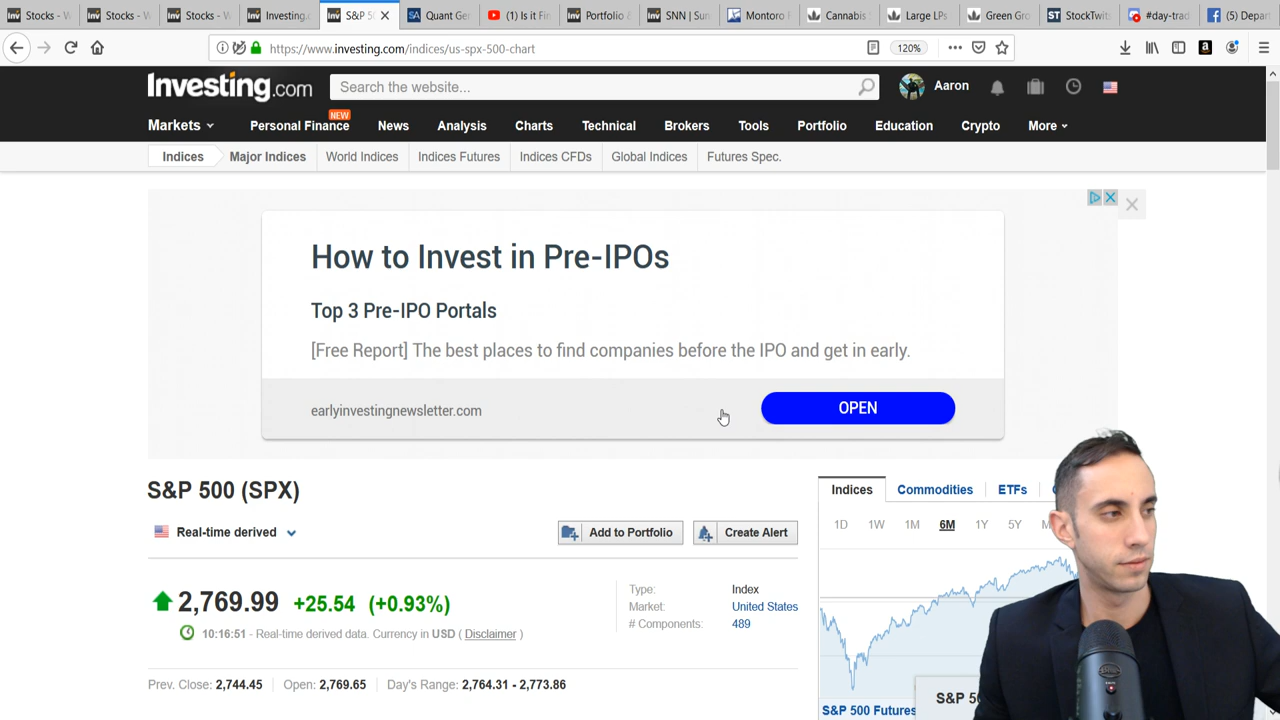 Stocks - W
Stocks - W
Stocks - W
Investing.c
S&P 50
Quant Ger
(1) Is it Fin
Portfolio &
SNN | Sun
Montoro R
Cannabis
Large LPs
Green Gro
StockTwit
#day-trad
(5) Depar
https://www.investing.com/indices/us-spx-500-chart
120%
Investing.com
Search the website...
Aaron
NEW
Markets Personal Finance News Analysis Charts Technical Brokers Tools Portfolio Education Crypto More
Indices Major Indices World Indices Indices Futures Indices CFDs Global Indices Futures Spec.
How to Invest in Pre-IPOs
Top 3 Pre-IPO Portals
[Free Report] The best places to find companies before the IPO and get in early.
earlyinvestingnewsletter.com
OPEN
S&P 500 (SPX)
Real-time derived
Add to Portfolio
Create Alert
2,769.99 +25.54 (+0.93%)
10:16:51 - Real-time derived data. Currency in USD ( Disclaimer )
Type: Index
Market: United States
# Components: 489
Prev. Close: 2,744.45 Open: 2,769.65 Day's Range: 2,764.31 - 2,773.86
Indices Commodities ETFs
1D 1W 1M 6M 1Y 5Y M
S&P 50
S&P 500 Futures